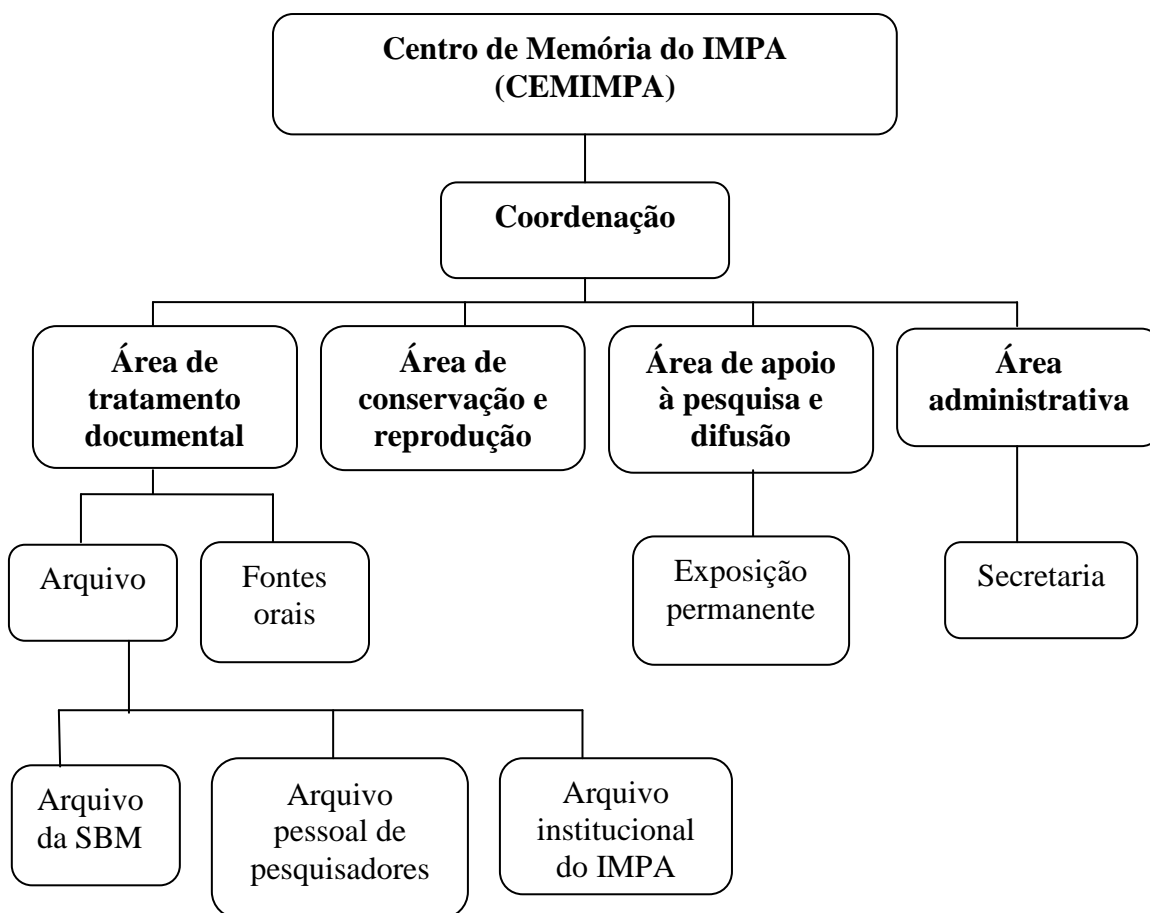 Centro de Memória do IMPA
(CEMIMPA)
Coordenação
Área de
tratamento
documental
Área de
conservação e
reprodução
Área de apoio
à pesquisa e
difusão
Área
administrativa
Arquivo
Fontes
orais
Exposição
permanente
Secretaria
Arquivo
da SBM
Arquivo
pessoal de
pesquisadores
Arquivo
institucional
do IMPA